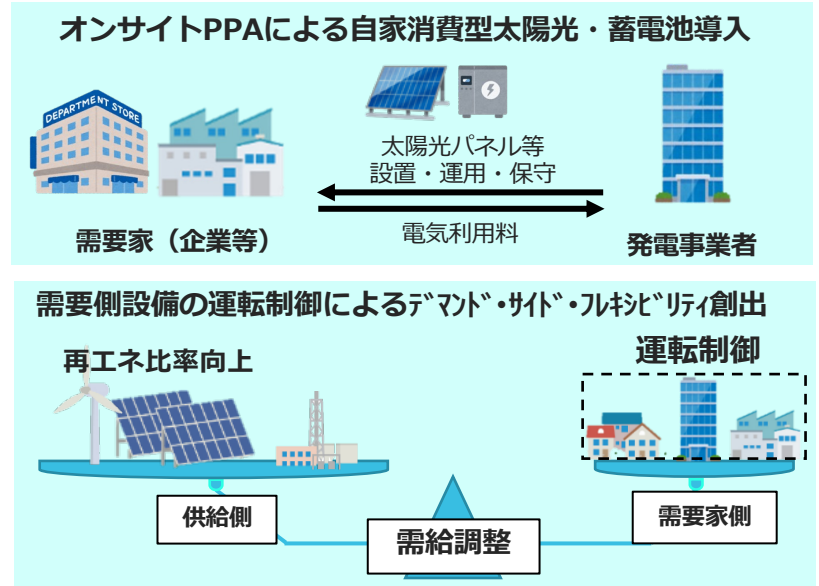 オンサイトPPAによる自家消費型太陽光・蓄電池導入
DEPARTMENT STORE
太陽光パネル等
設置・運用・保守
電気利用料
需要家（企業等）
発電事業者
需要側設備の運転制御によるﾃﾞﾏﾝﾄﾞ・ｻｲﾄﾞ・ﾌﾚｷｼﾋﾞﾘﾃｨ創出
再エネ比率向上
運転制御
供給側
需要家側
需給調整